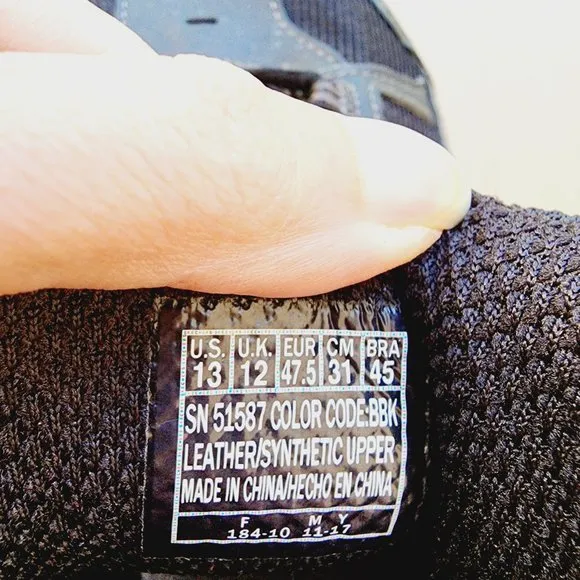 U.S. U.K. EUR CM BRA
13 12 47.5 31 45
SN 51587 COLOR CODE:BBK
LEATHER/SYNTHETIC UPPER
MADE IN CHINA/HECHO EN CHINA
F M Y
184-10 11-17